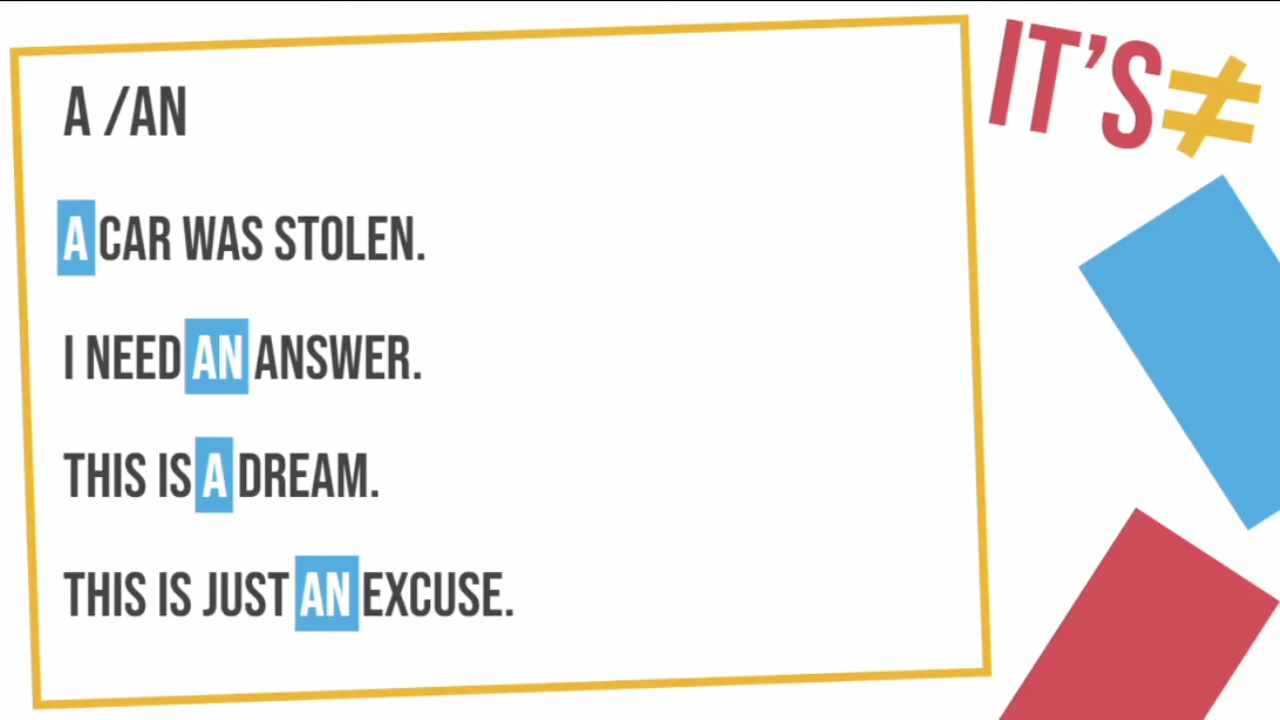 A /AN
A CAR WAS STOLEN.
I NEED AN ANSWER.
THIS IS A DREAM.
THIS IS JUST AN EXCUSE.
IT'S≠